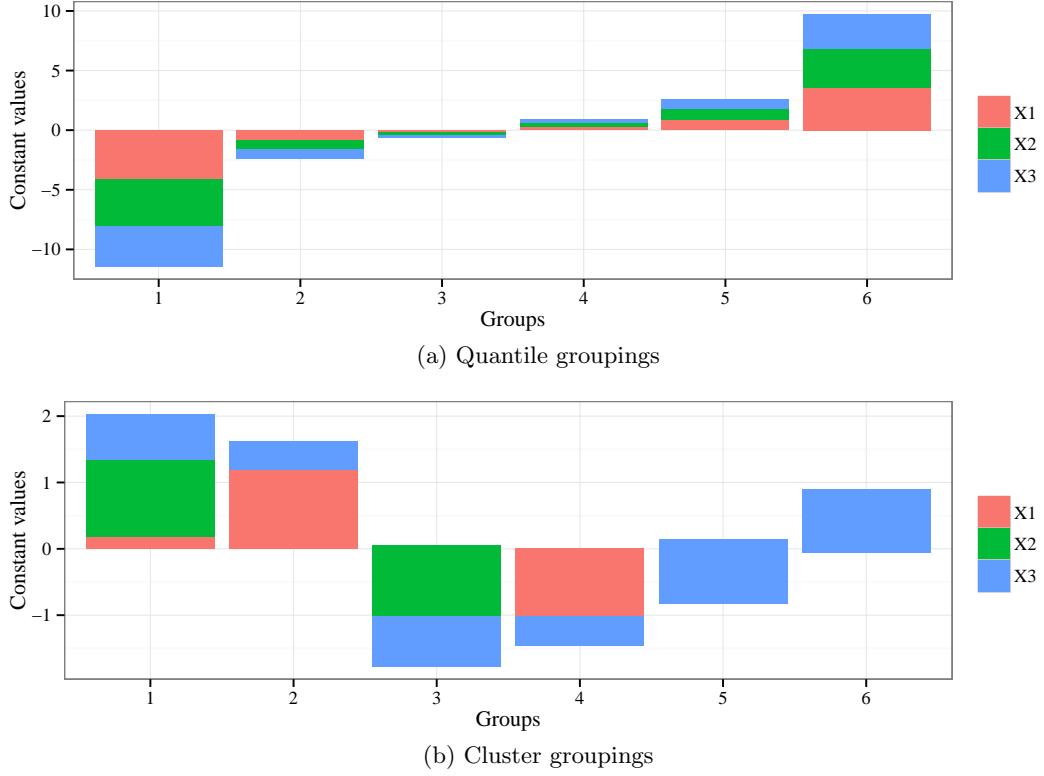 10
5
0
−5
−10
Constant values
1 2 3 4 5 6
Groups
X1
X2
X3
(a) Quantile groupings
2
1
0
−1
Constant values
1 2 3 4 5 6
Groups
X1
X2
X3
(b) Cluster groupings